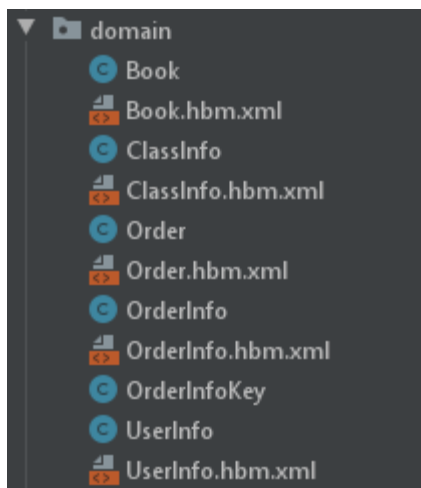 domain
Book
Book.hbm.xml
ClassInfo
ClassInfo.hbm.xml
Order
Order.hbm.xml
OrderInfo
OrderInfo.hbm.xml
OrderInfoKey
UserInfo
UserInfo.hbm.xml